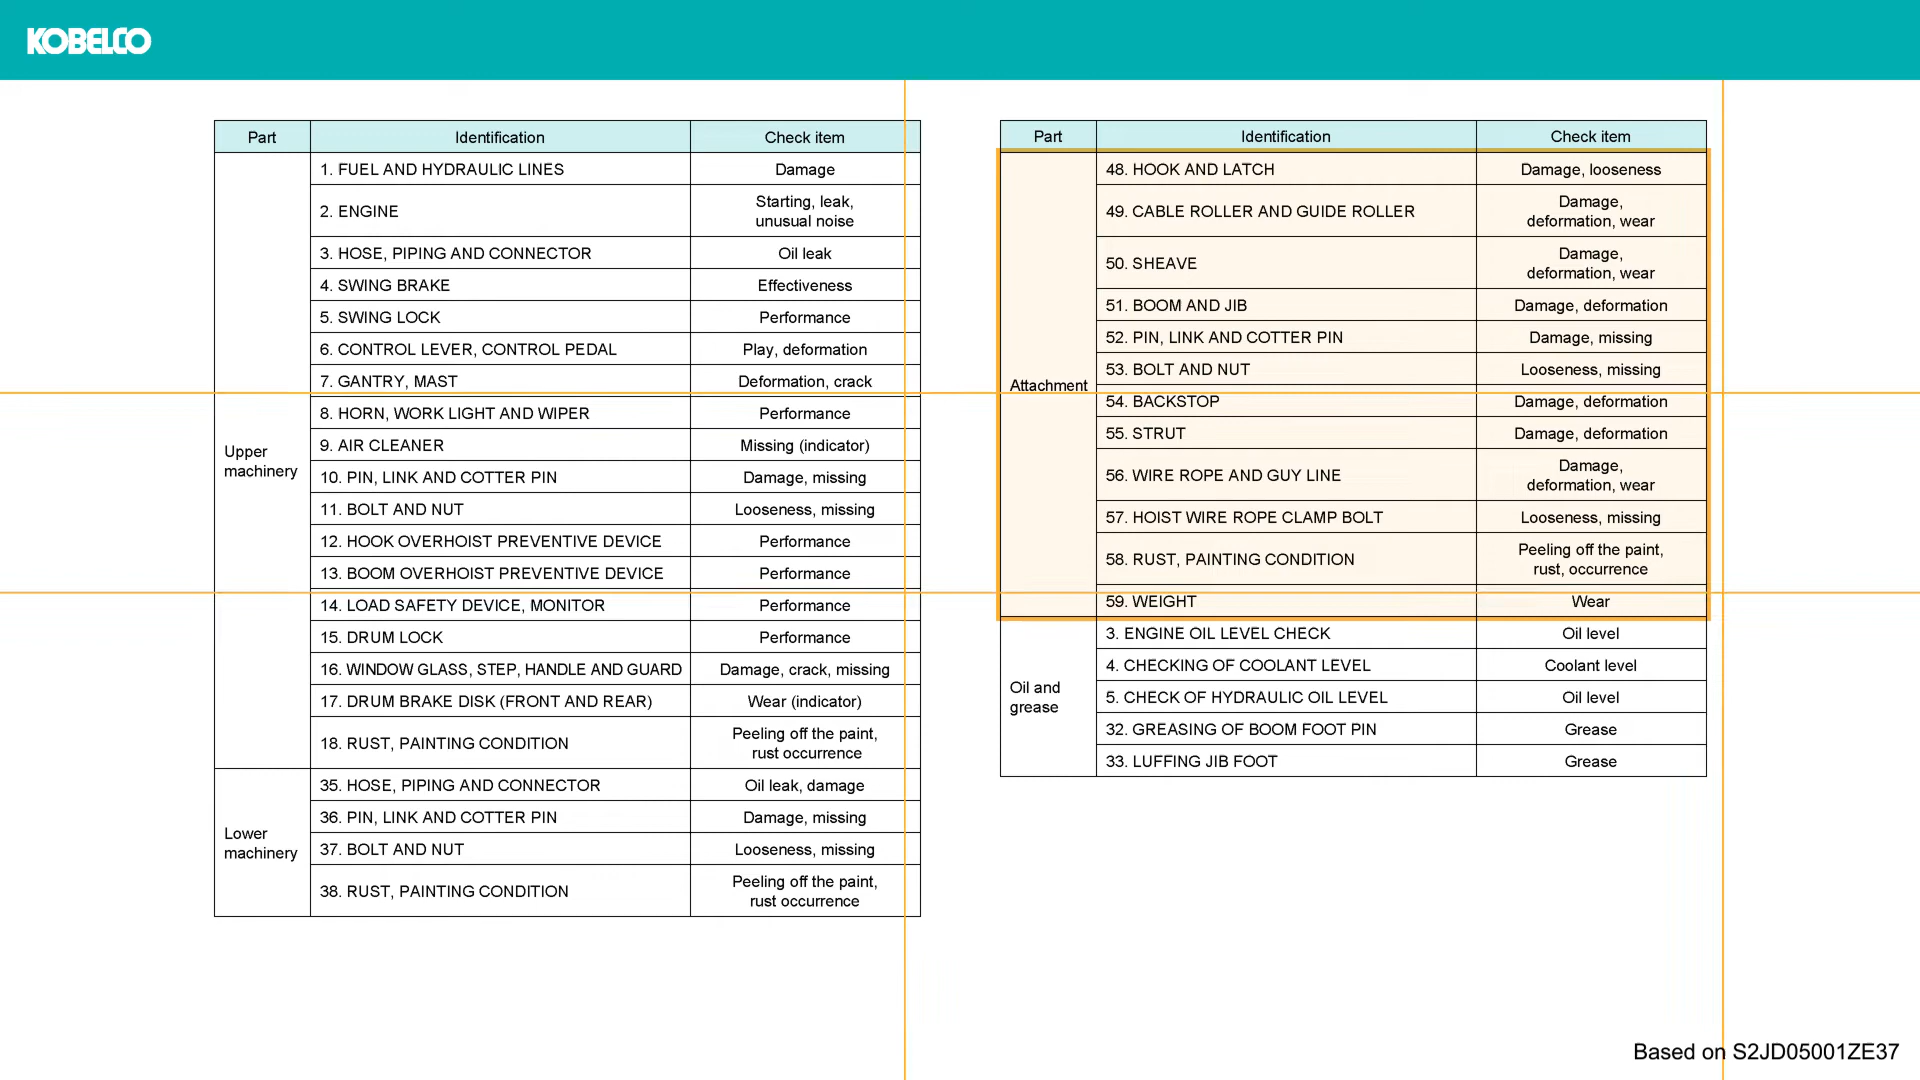 KOBELCO
Part Identification Check item
Upper
machinery
1. FUEL AND HYDRAULIC LINES Damage
2. ENGINE Starting, leak,
unusual noise
3. HOSE, PIPING AND CONNECTOR Oil leak
4. SWING BRAKE Effectiveness
5. SWING LOCK Performance
6. CONTROL LEVER, CONTROL PEDAL Play, deformation
7. GANTRY, MAST Deformation, crack
8. HORN, WORK LIGHT AND WIPER Performance
9. AIR CLEANER Missing (indicator)
10. PIN, LINK AND COTTER PIN Damage, missing
11. BOLT AND NUT Looseness, missing
12. HOOK OVERHOIST PREVENTIVE DEVICE Performance
13. BOOM OVERHOIST PREVENTIVE DEVICE Performance
14. LOAD SAFETY DEVICE, MONITOR Performance
15. DRUM LOCK Performance
16. WINDOW GLASS, STEP, HANDLE AND GUARD Damage, crack, missing
17. DRUM BRAKE DISK (FRONT AND REAR) Wear (indicator)
18. RUST, PAINTING CONDITION Peeling off the paint,
rust occurrence
Lower
machinery
35. HOSE, PIPING AND CONNECTOR Oil leak, damage
36. PIN, LINK AND COTTER PIN Damage, missing
37. BOLT AND NUT Looseness, missing
38. RUST, PAINTING CONDITION Peeling off the paint,
rust occurrence
Part Identification Check item
Attachment
48. HOOK AND LATCH Damage, looseness
49. CABLE ROLLER AND GUIDE ROLLER Damage,
deformation, wear
50. SHEAVE Damage,
deformation, wear
51. BOOM AND JIB Damage, deformation
52. PIN, LINK AND COTTER PIN Damage, missing
53. BOLT AND NUT Looseness, missing
54. BACKSTOP Damage, deformation
55. STRUT Damage, deformation
56. WIRE ROPE AND GUY LINE Damage,
deformation, wear
57. HOIST WIRE ROPE CLAMP BOLT Looseness, missing
58. RUST, PAINTING CONDITION Peeling off the paint,
rust, occurrence
59. WEIGHT Wear
Oil and
grease
3. ENGINE OIL LEVEL CHECK Oil level
4. CHECKING OF COOLANT LEVEL Coolant level
5. CHECK OF HYDRAULIC OIL LEVEL Oil level
32. GREASING OF BOOM FOOT PIN Grease
33. LUFFING JIB FOOT Grease
Based on S2JD05001ZE37